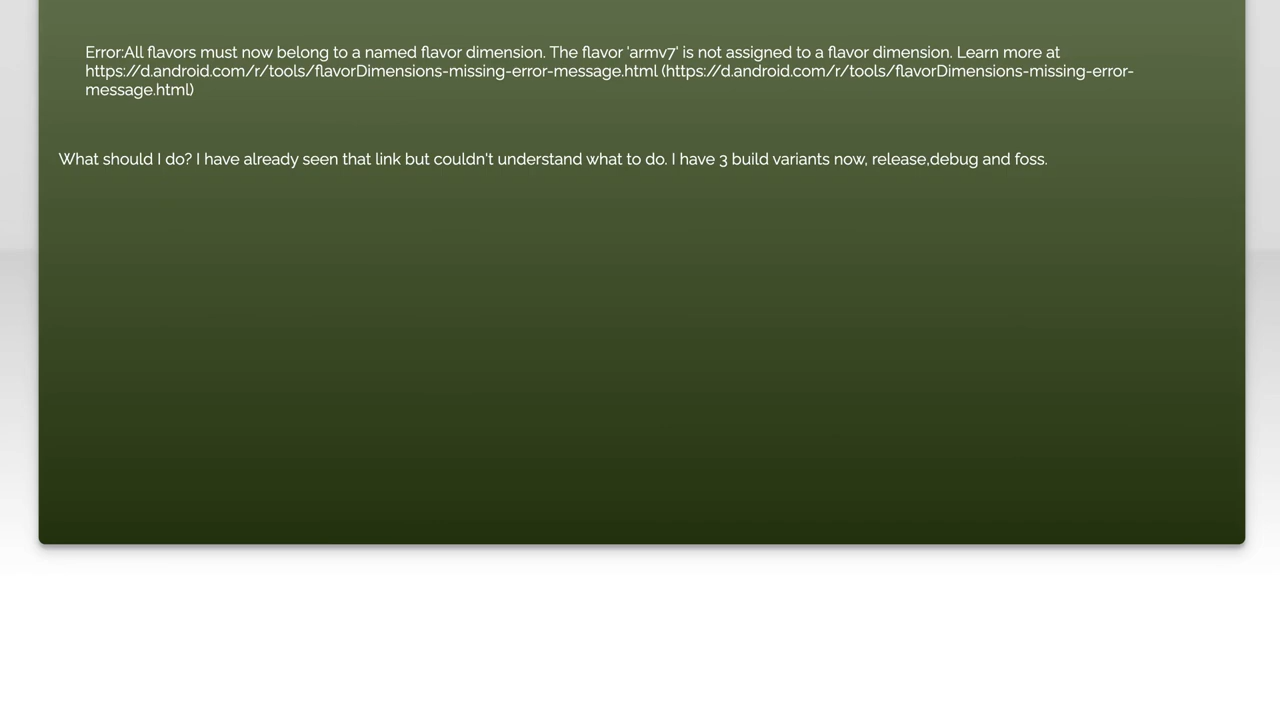 Error:All flavors must now belong to a named flavor dimension. The flavor 'armv7' is not assigned to a flavor dimension. Learn more at
https://d.android.com/r/tools/flavorDimensions-missing-error-message.html (https://d.android.com/r/tools/flavorDimensions-missing-error-
message.html)
What should I do? I have already seen that link but couldn't understand what to do. I have 3 build variants now, release,debug and foss.